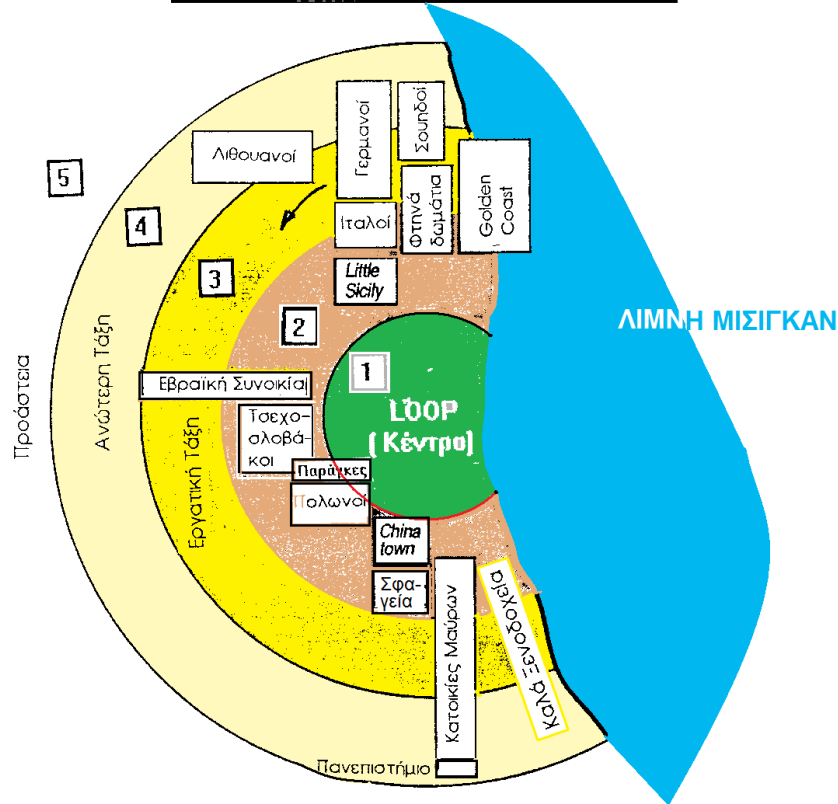 Σουηδοί
Γερμανοί
Λιθουανοί
5
Φτηνά
δωμάτια
Golden
Coast
Ιταλοί
4
3
Little
Sicily
2
ΛΙΜΝΗ ΜΙΣΙΓΚΑΝ
1
Προάστεια
Ανώτερη Τάξη
Εβραϊκή Συνοικία
LOOP
(Κέντρο)
Τσεχο-
σλοβά-
κοι
Παράγκες
Εργατική Τάξη
Πολωνοί
China
town
Σφα-
γεία
Κατοικίες Μαύρων
Καλά Ξενοδοχεία
Πανεπιστήμιο